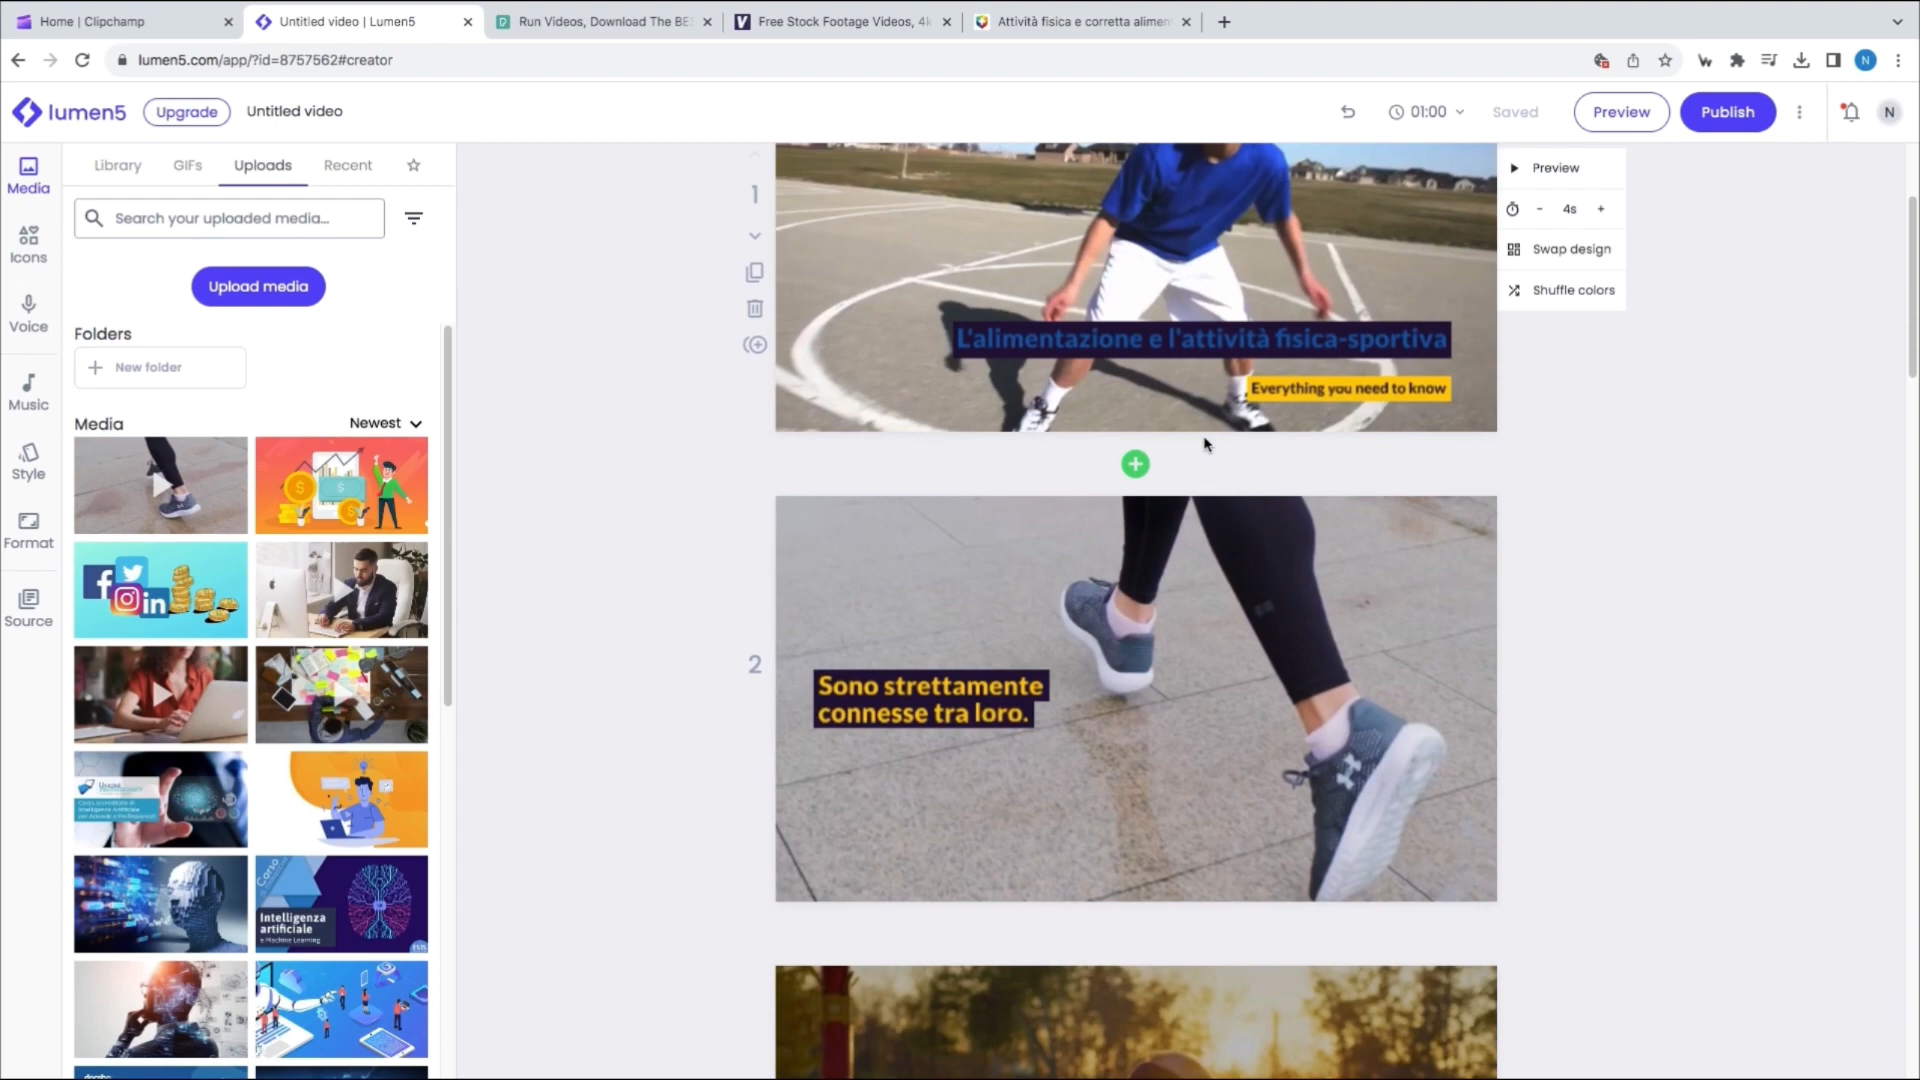 Home | Clipchamp
Untitled video | Lumen5
Run Videos, Download The BE
Free Stock Footage Videos, 4k
Attività fisica e corretta alimen
lumen5.com/app/?id=8757562#creator
N
lumen5
Upgrade
Untitled video
01:00
Saved
Preview
Publish
N
Media
Icons
Voice
Music
Style
Format
Source
Library
GIFs
Uploads
Recent
Search your uploaded media...
Upload media
Folders
New folder
Media
Newest
Corso
Intelligenza
artificiale
e Machine Learning
1
L'alimentazione e l'attività fisica-sportiva
Everything you need to know
2
Sono strettamente
connesse tra loro.
Preview
- 4s +
Swap design
Shuffle colors